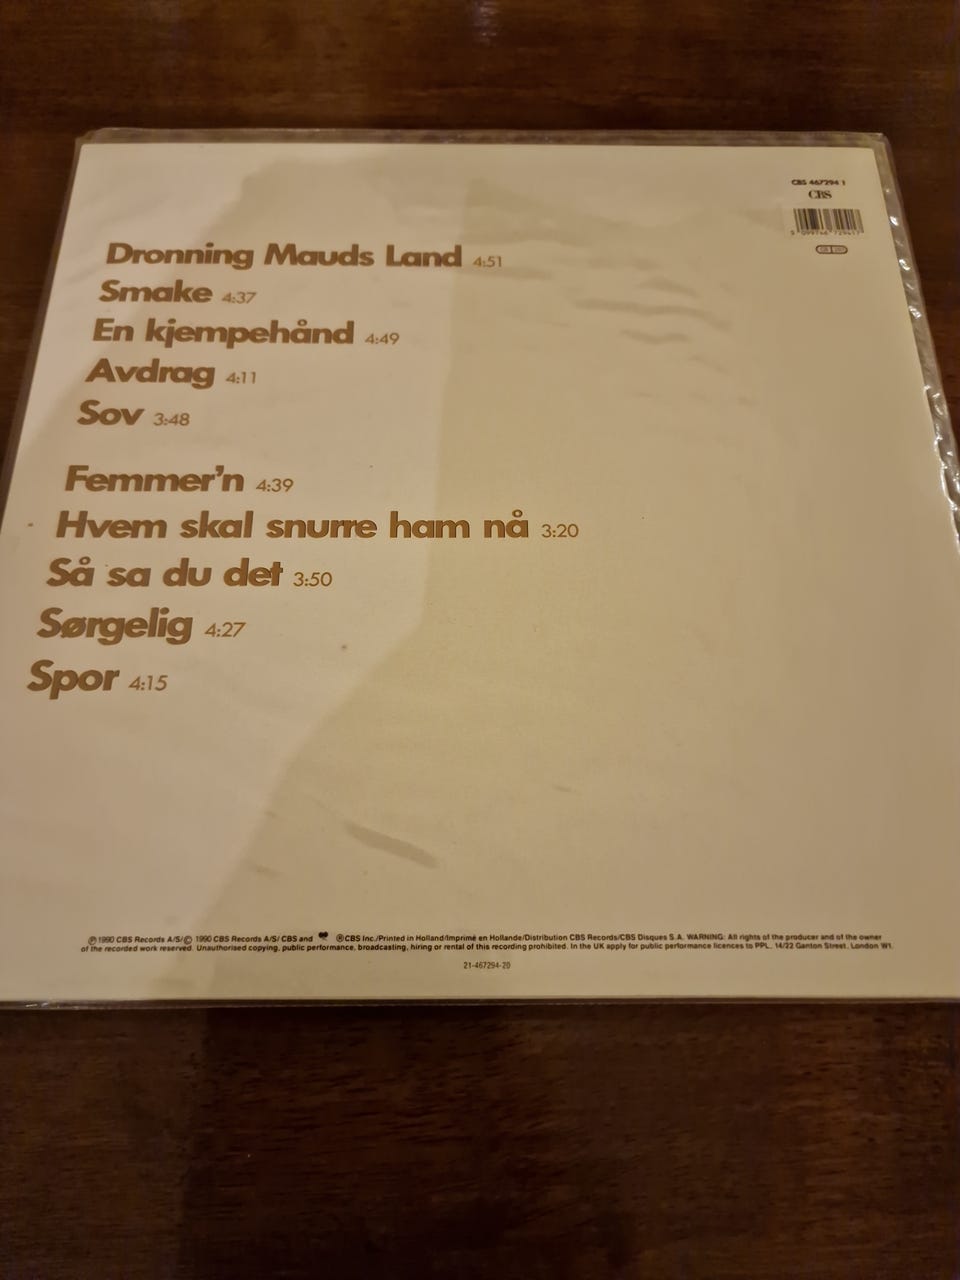 CBS 467294 1
CBS
5 099746 729417
Dronning Mauds Land 4:51
Smake 4:37
En kjempehånd 4:49
Avdrag 4:11
Sov 3:48
Femmer'n 4:39
Hvem skal snurre ham nå 3:20
Så sa du det 3:50
Sørgelig 4:27
Spor 4:15
Ⓟ 1990 CBS Records A/S/ © 1990 CBS Records A/S/ CBS and ® CBS Inc./Printed in Holland/Imprimé en Hollande/Distribution CBS Records/CBS Disques S.A. WARNING: All rights of the producer and of the owner
of the recorded work reserved. Unauthorised copying, public performance, broadcasting, hiring or rental of this recording prohibited. In the UK apply for public performance licences to PPL, 14/22 Ganton Street, London W1.
21-467294-20